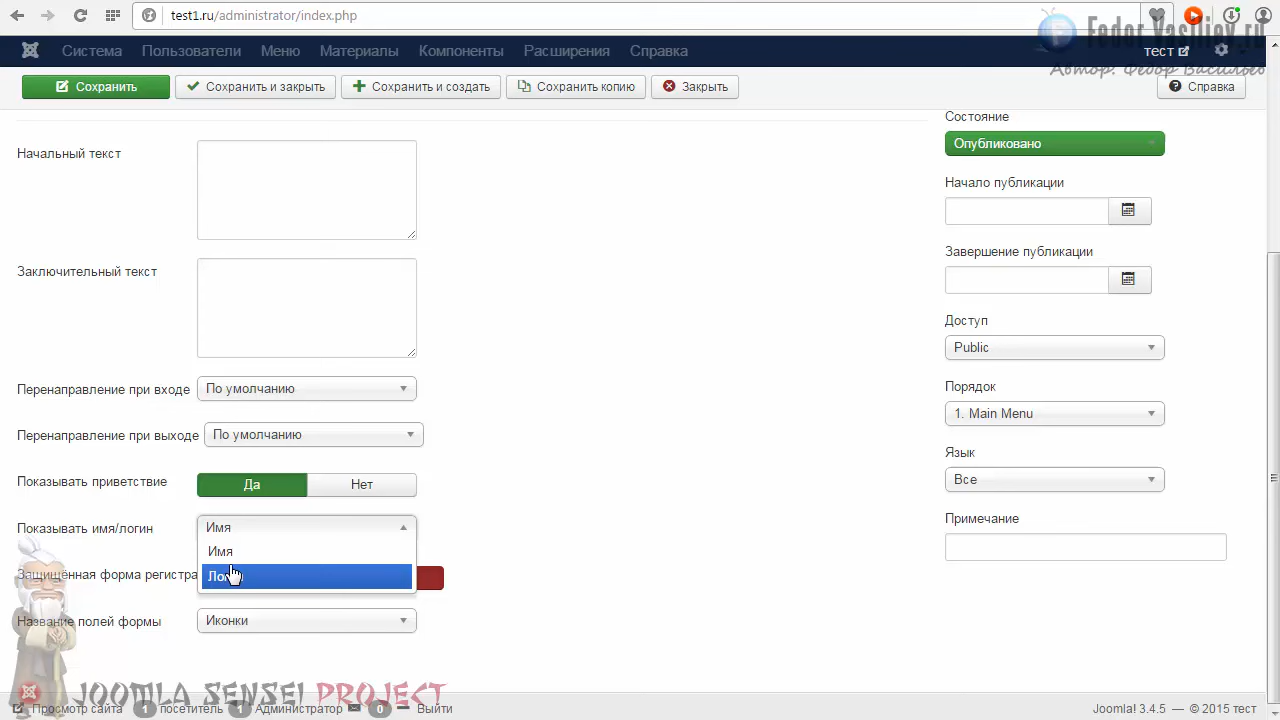 test1.ru/administrator/index.php
Fedor Vasiliev.ru
Автор: Федор Васильев
Система Пользователи Меню Материалы Компоненты Расширения Справка тест
Сохранить Сохранить и закрыть Сохранить и создать Сохранить копию Закрыть Справка
Состояние
Опубликовано
Начальный текст
Начало публикации
Завершение публикации
Заключительный текст
Доступ
Public
Перенаправление при входе По умолчанию
Порядок
1. Main Menu
Перенаправление при выходе По умолчанию
Язык
Все
Показывать приветствие Да Нет
Примечание
Показывать имя/логин Имя
Имя
Защищённая форма регистра
Название полей формы Иконки
JOOMLA SENSEI PROJECT
Просмотр сайта 1 посетитель 1 Администратор 0 Выйти
Joomla! 3.4.5 — © 2015 тест